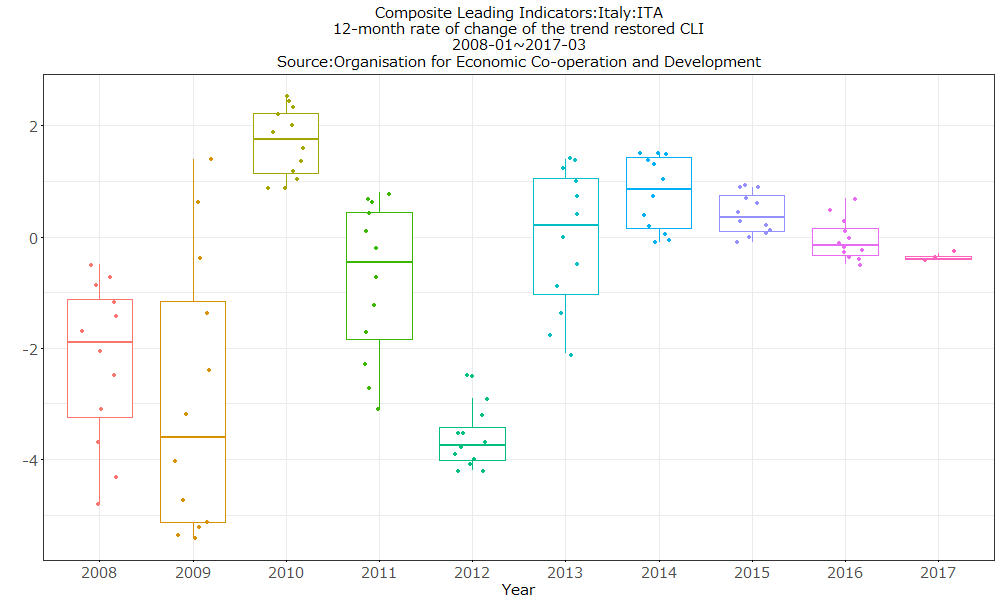 Composite Leading Indicators:Italy:ITA
12-month rate of change of the trend restored CLI
2008-01~2017-03
Source:Organisation for Economic Co-operation and Development
2
0
-2
-4
2008 2009 2010 2011 2012 2013 2014 2015 2016 2017
Year